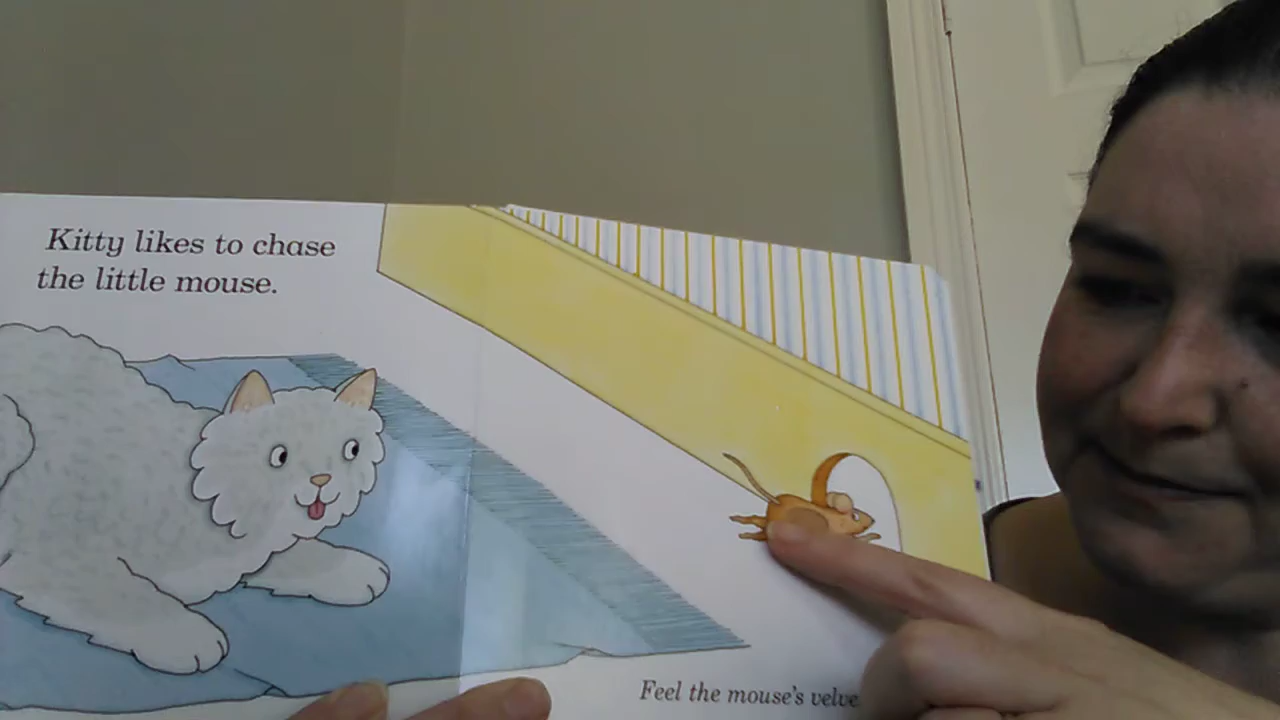 Kitty likes to chase
the little mouse.
Feel the mouse's